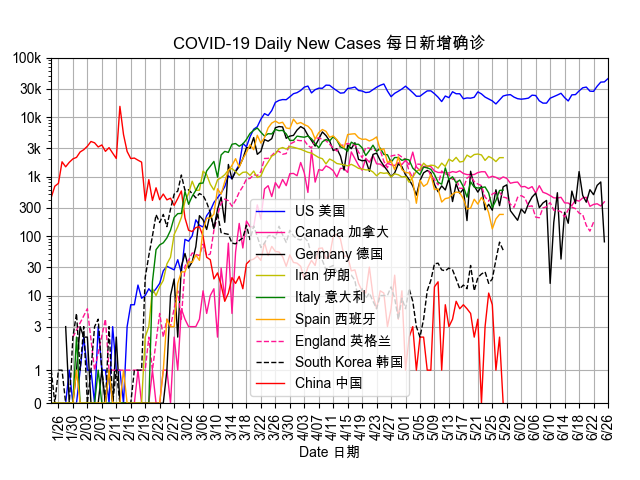 COVID-19 Daily New Cases 每日新增确诊
100k
30k
10k
3k
1k
300
100
30
10
3
1
0
US 美国
Canada 加拿大
Germany 德国
Iran 伊朗
Italy 意大利
Spain 西班牙
England 英格兰
South Korea 韩国
China 中国
1/26 1/30 2/03 2/07 2/11 2/15 2/19 2/23 2/27 3/02 3/06 3/10 3/14 3/18 3/22 3/26 3/30 4/03 4/07 4/11 4/15 4/19 4/23 4/27 5/01 5/05 5/09 5/13 5/17 5/21 5/25 5/29 6/02 6/06 6/10 6/14 6/18 6/22 6/26
Date 日期